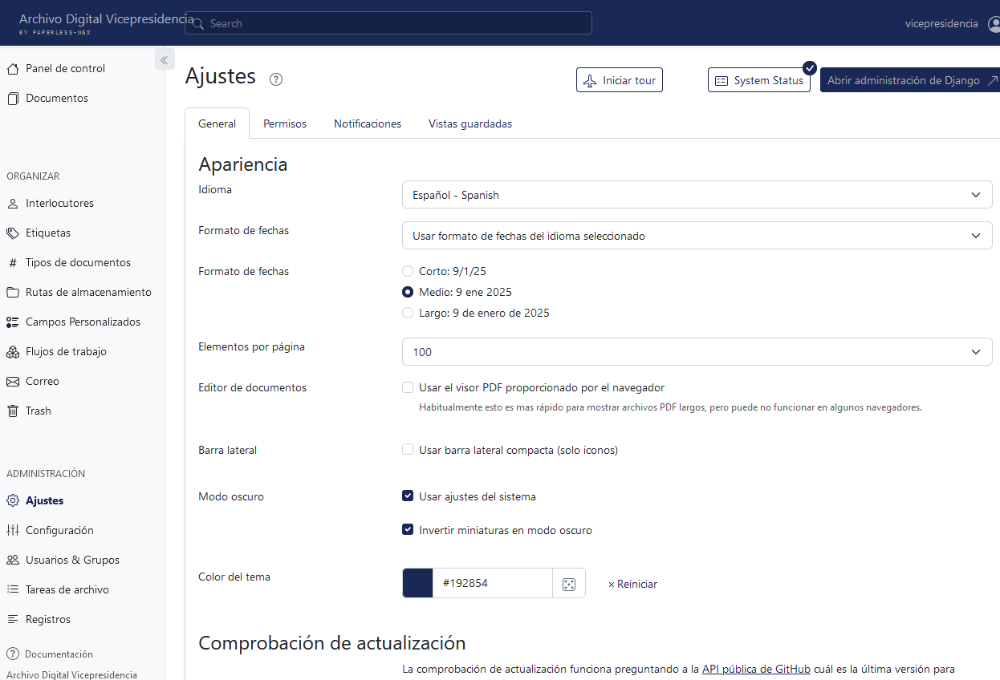 Archivo Digital Vicepresidencia
BY PAPERLESS-NGX
Search
vicepresidencia
Panel de control
Documentos
ORGANIZAR
Interlocutores
Etiquetas
Tipos de documentos
Rutas de almacenamiento
Campos Personalizados
Flujos de trabajo
Correo
Trash
ADMINISTRACIÓN
Ajustes
Configuración
Usuarios & Grupos
Tareas de archivo
Registros
Documentación
Archivo Digital Vicepresidencia
Ajustes
Iniciar tour
System Status
Abrir administración de Django
General
Permisos
Notificaciones
Vistas guardadas
Apariencia
Idioma
Español - Spanish
Formato de fechas
Usar formato de fechas del idioma seleccionado
Formato de fechas
Corto: 9/1/25
Medio: 9 ene 2025
Largo: 9 de enero de 2025
Elementos por página
100
Editor de documentos
Usar el visor PDF proporcionado por el navegador
Habitualmente esto es mas rápido para mostrar archivos PDF largos, pero puede no funcionar en algunos navegadores.
Barra lateral
Usar barra lateral compacta (solo iconos)
Modo oscuro
Usar ajustes del sistema
Invertir miniaturas en modo oscuro
Color del tema
#192854
× Reiniciar
Comprobación de actualización
La comprobación de actualización funciona preguntando a la API pública de GitHub cuál es la última versión para